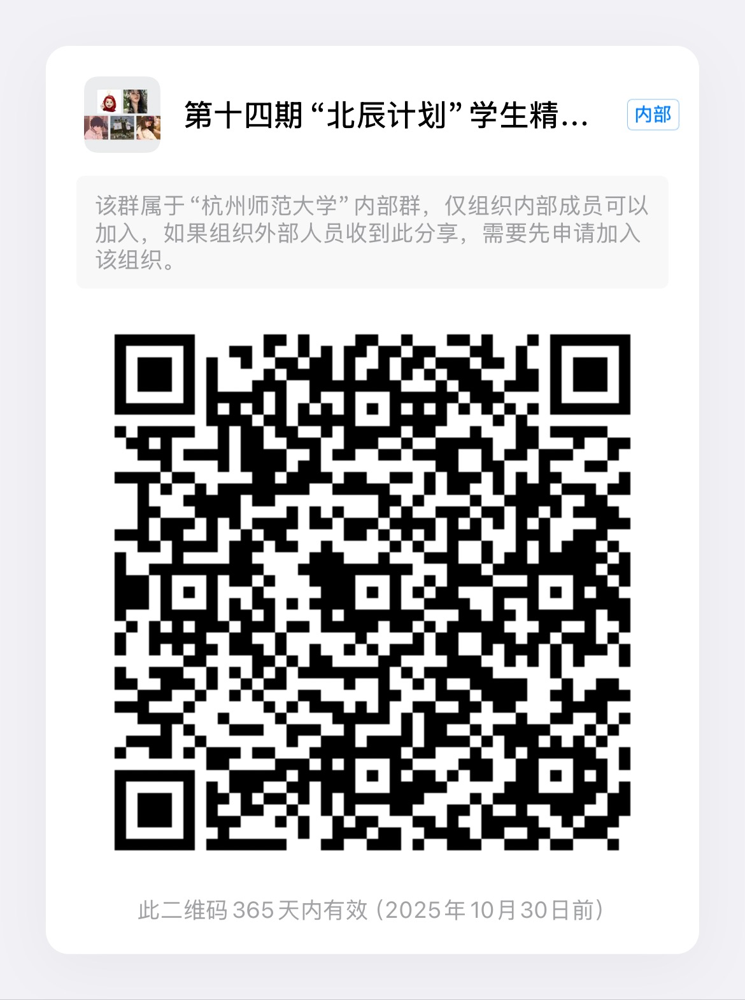 第十四期“北辰计划”学生精...
内部
该群属于“杭州师范大学”内部群，仅组织内部成员可以
加入，如果组织外部人员收到此分享，需要先申请加入
该组织。
此二维码365天内有效（2025年10月30日前）